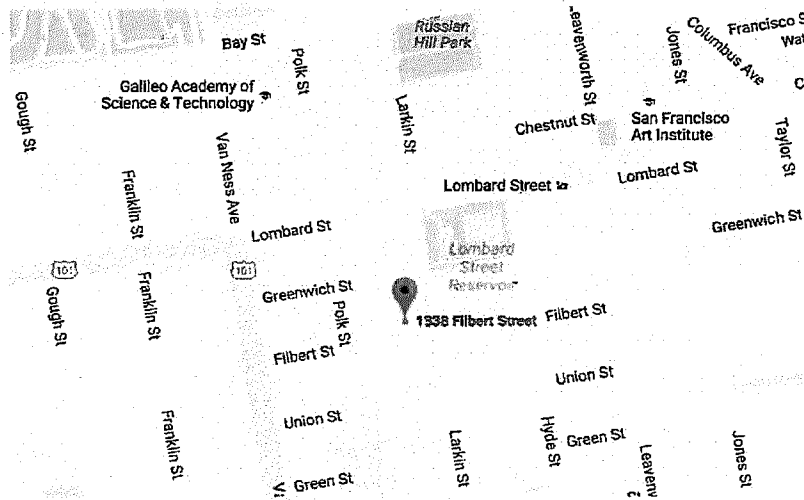 Russian
Hill Park
Francisco S
Wat
Bay St
Polk St
eavenworth St
Jones St
Columbus Ave
C
Galileo Academy of
Science & Technology
Gough St
Larkin St
Chestnut St
San Francisco
Art Institute
Taylor St
Van Ness Ave
Franklin St
Lombard Street
Lombard St
Lombard St
Greenwich St
Lombard
Street
Reservoir
101
101
Gough St
Franklin St
Greenwich St
Polk St
1338 Filbert Street
Filbert St
Filbert St
Union St
Union St
Franklin St
Larkin St
Hyde St
Green St
Leavenw
Jones St
Green St
Va